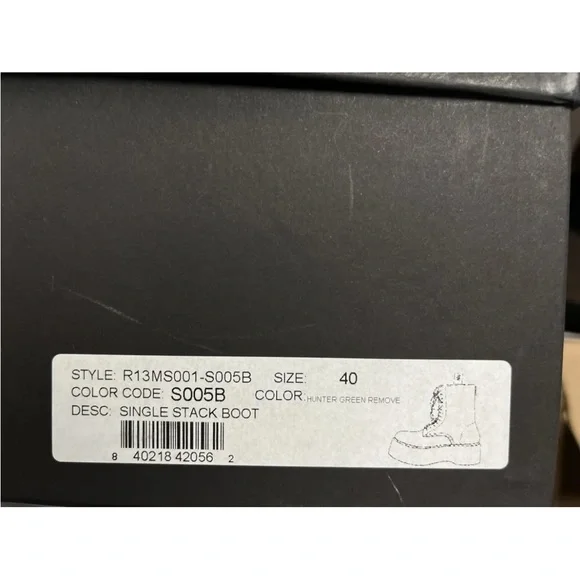 STYLE: R13MS001-S005B SIZE: 40
COLOR CODE: S005B COLOR: HUNTER GREEN REMOVE
DESC: SINGLE STACK BOOT
8 40218 42056 2